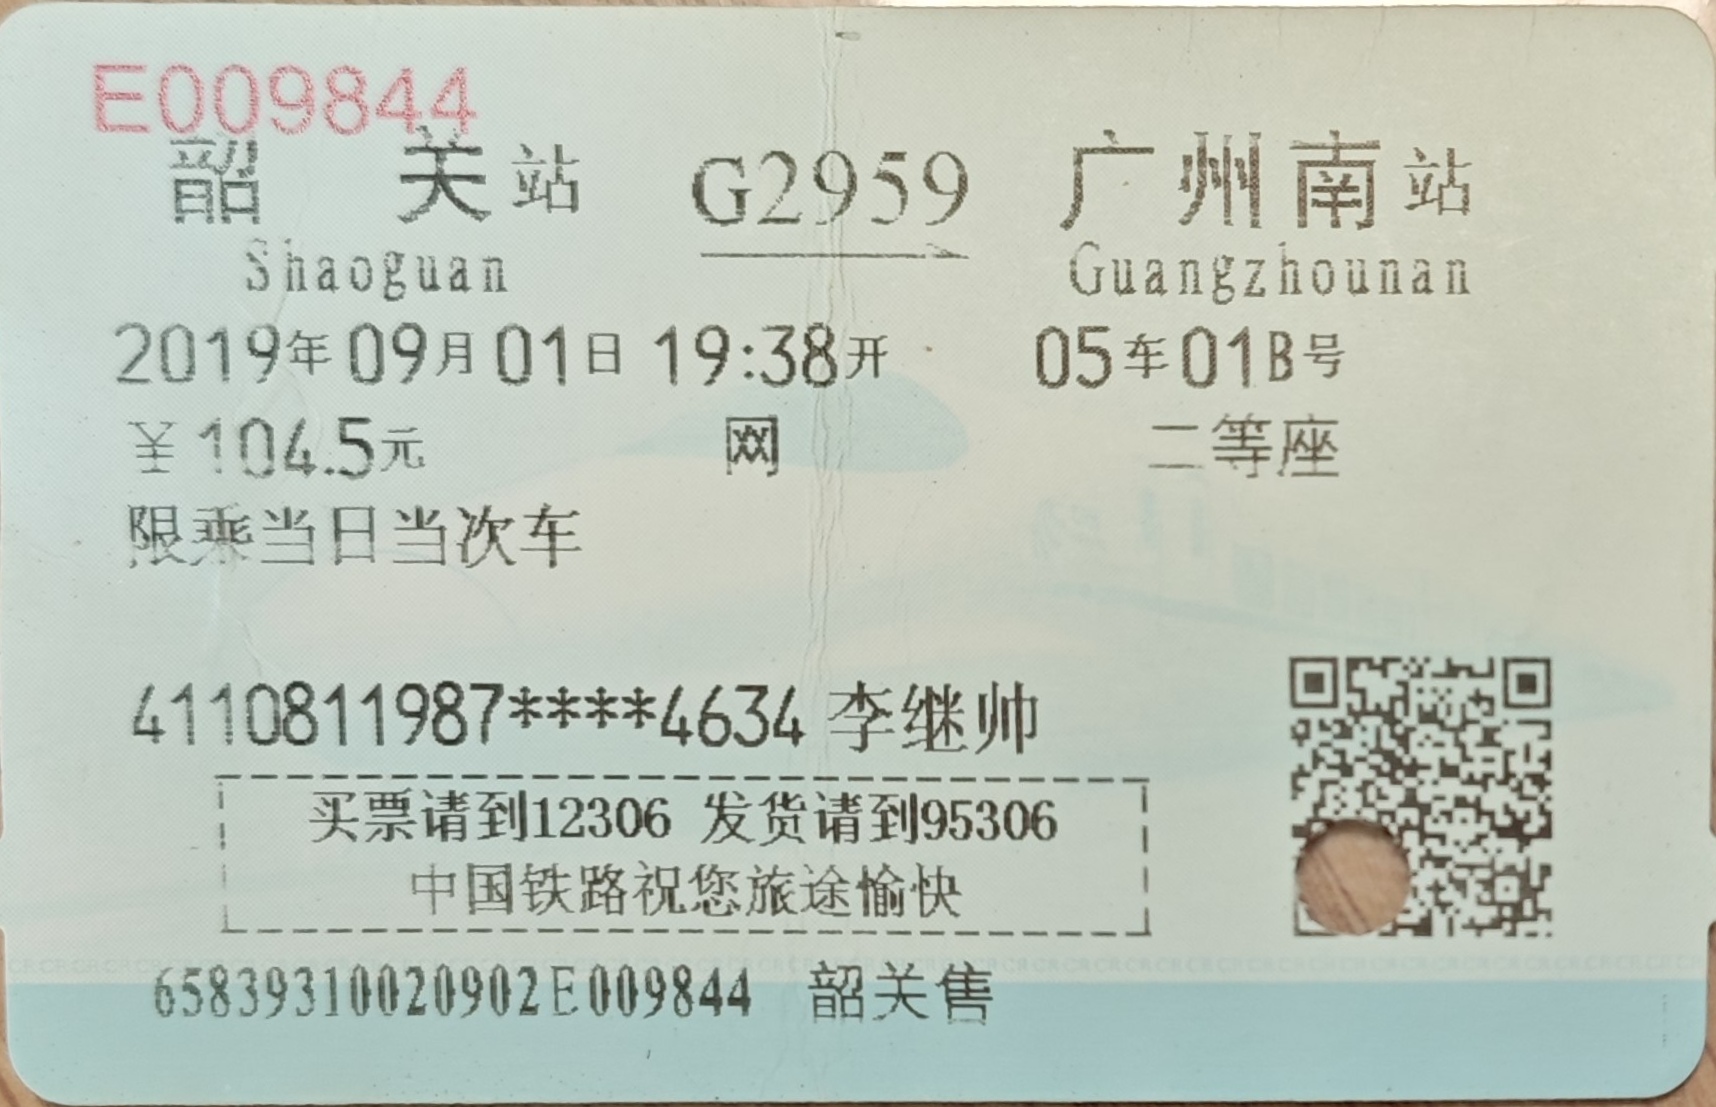 E009844
韶关站 G2959 广州南站
Shaoguan Guangzhounan
2019年09月01日 19:38开 05车01B号
￥104.5元 网 二等座
限乘当日当次车
4110811987****4634 李继帅
买票请到12306 发货请到95306
中国铁路祝您旅途愉快
65839310020902E009844 韶关售